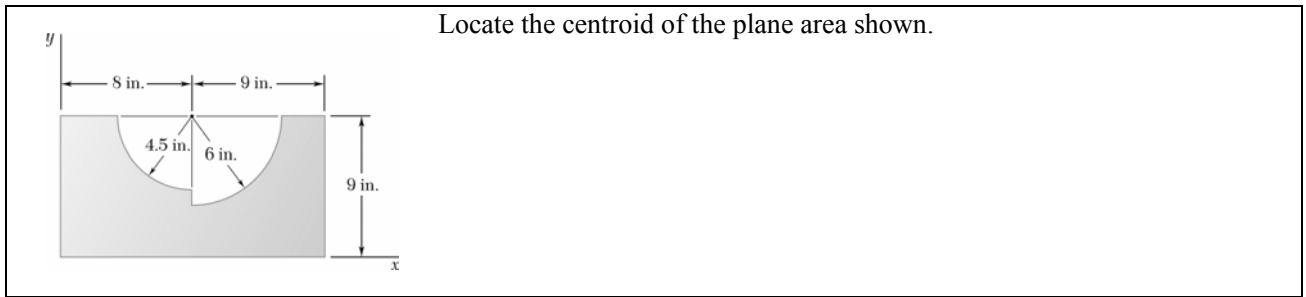 Locate the centroid of the plane area shown.
y
8 in. 9 in.
4.5 in. 6 in.
9 in.
x